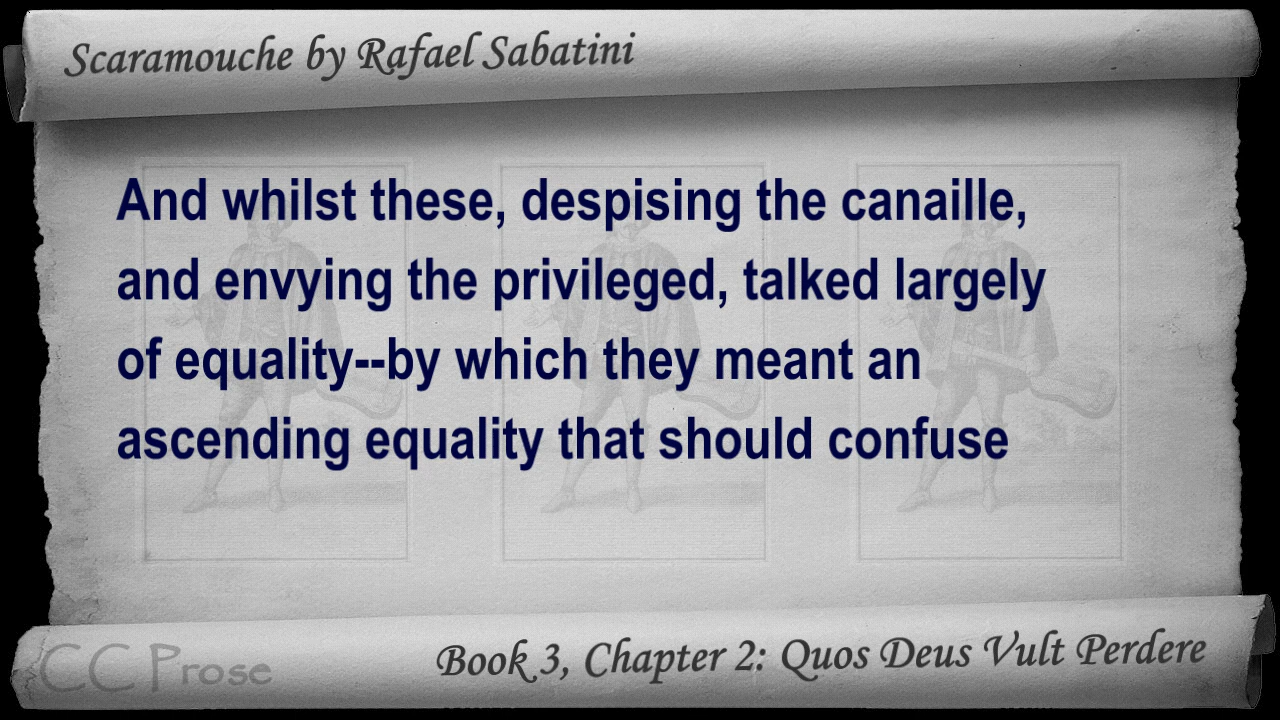 Scaramouche by Rafael Sabatini
And whilst these, despising the canaille,
and envying the privileged, talked largely
of equality--by which they meant an
ascending equality that should confuse
CC Prose
Book 3, Chapter 2: Quos Deus Vult Perdere